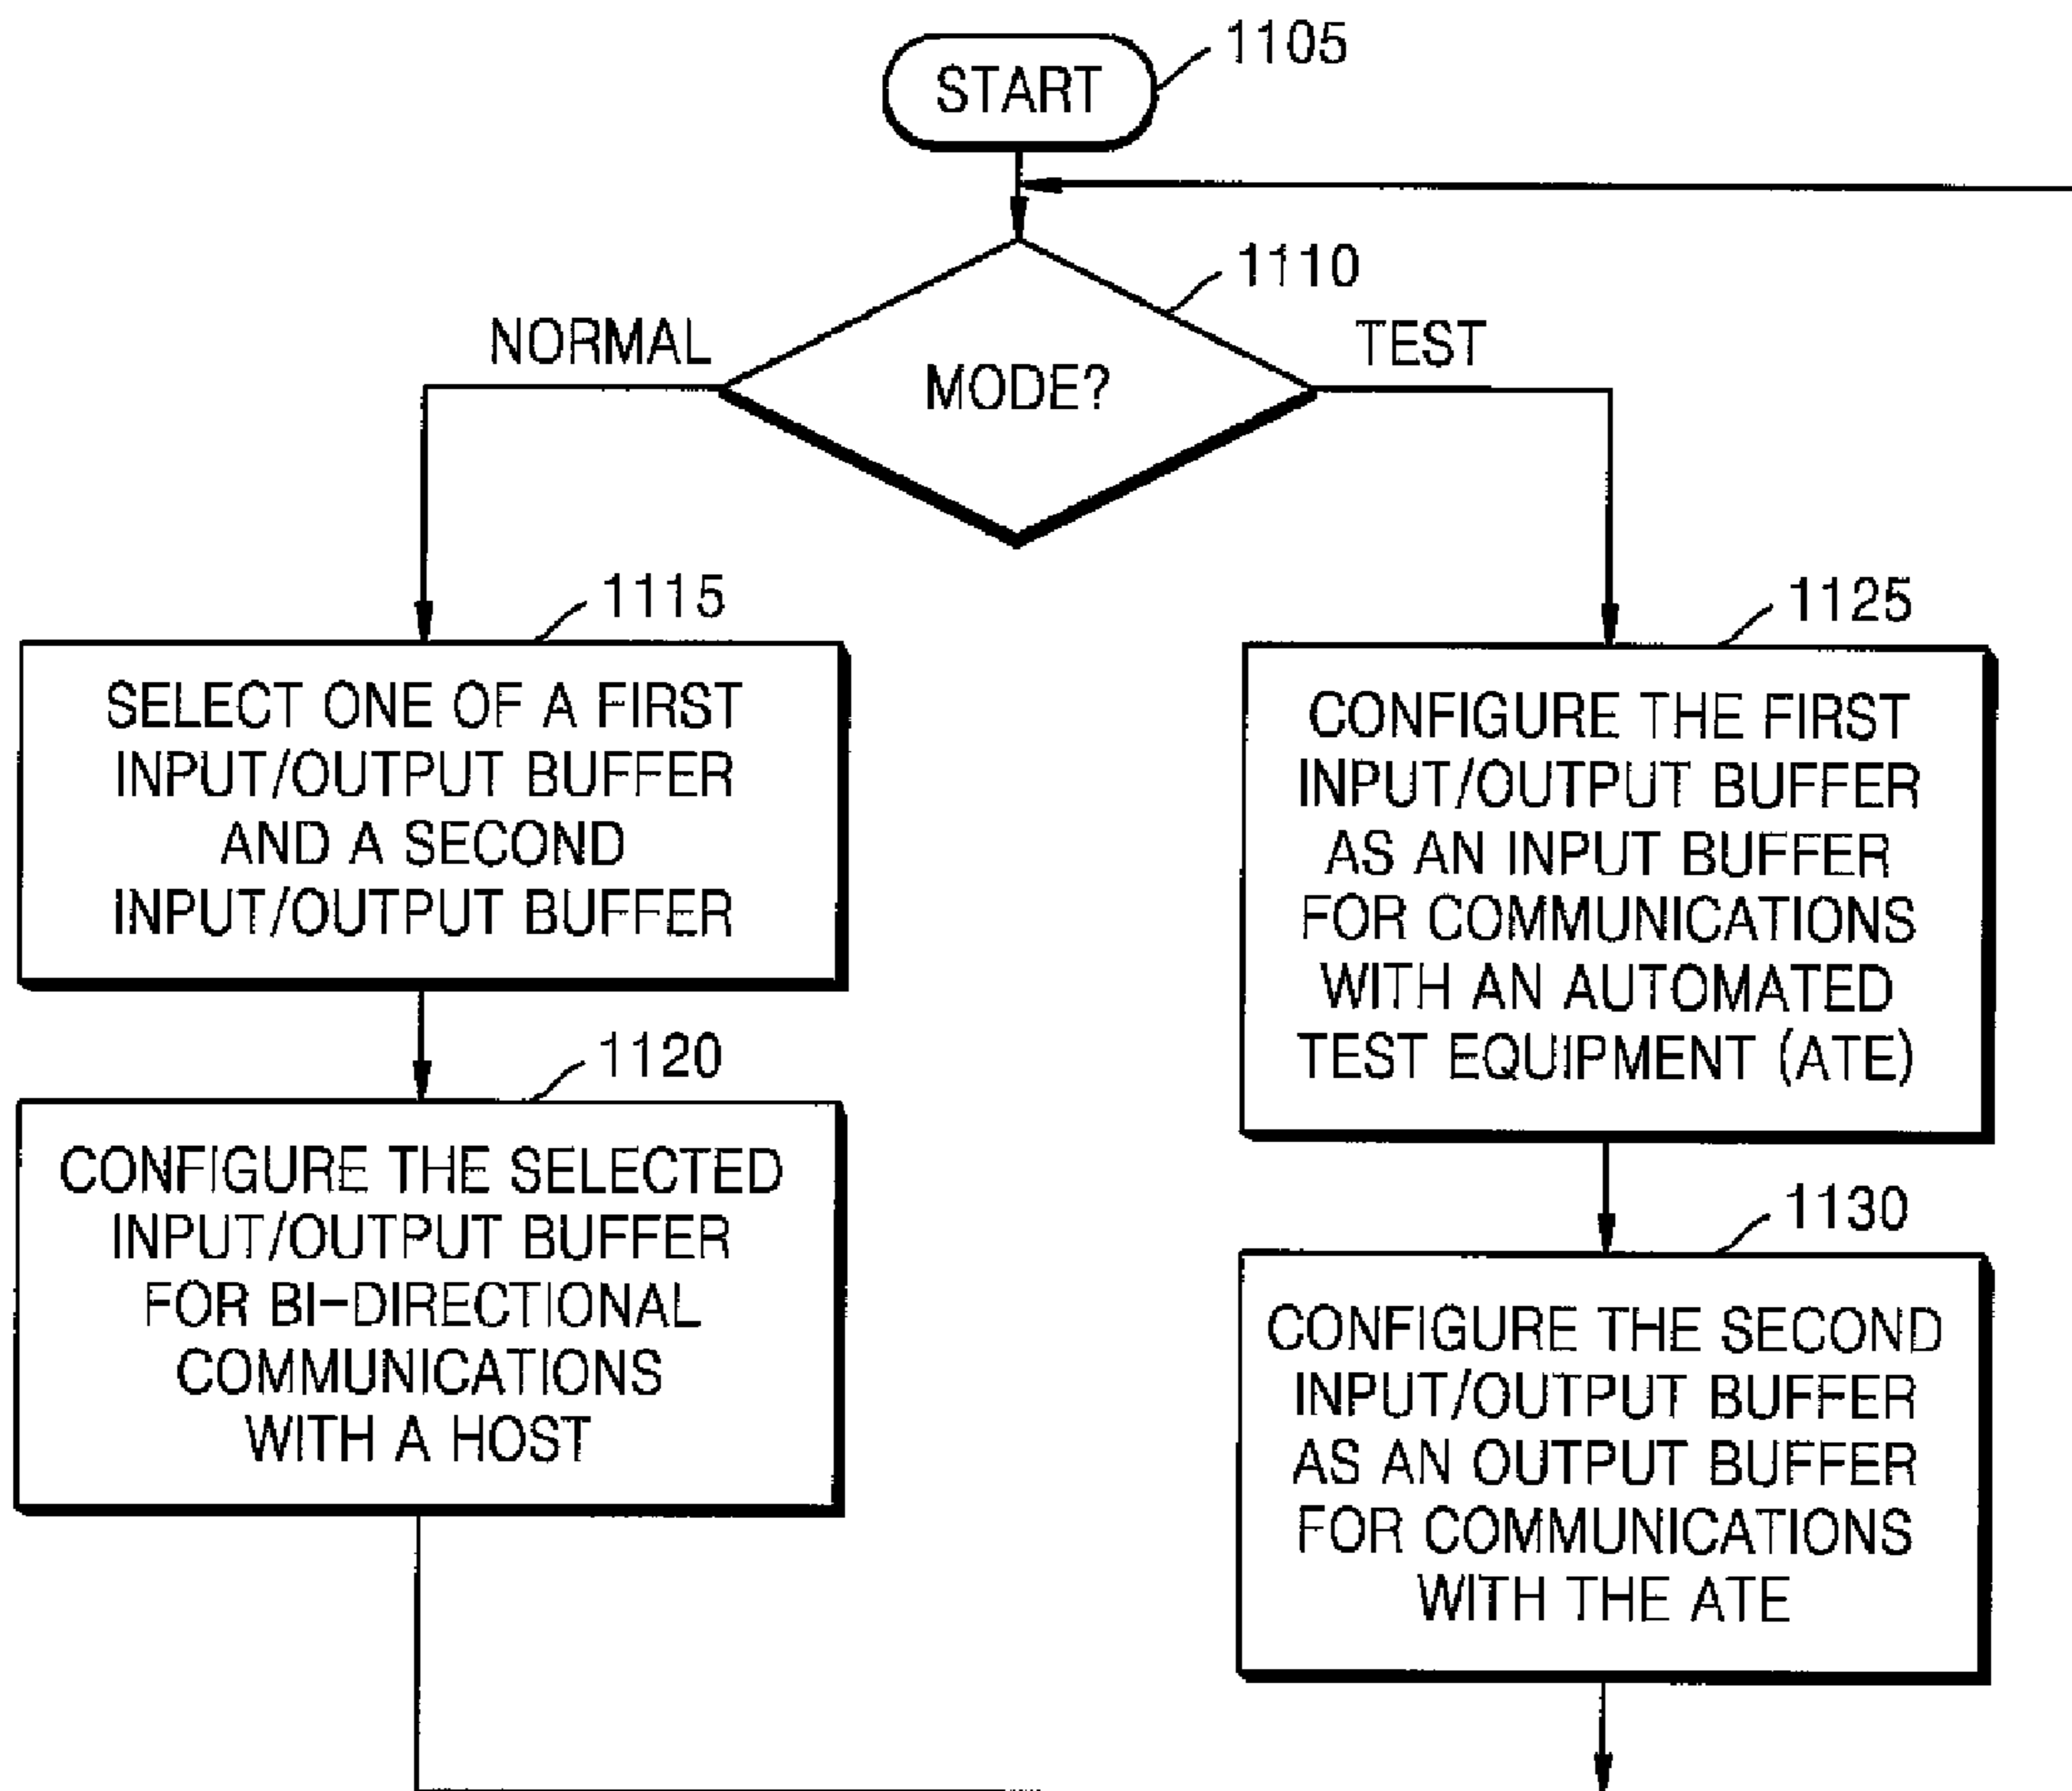 START
1105
1110
NORMAL
MODE?
TEST
1115
SELECT ONE OF A FIRST
INPUT/OUTPUT BUFFER
AND A SECOND
INPUT/OUTPUT BUFFER
1120
CONFIGURE THE SELECTED
INPUT/OUTPUT BUFFER
FOR BI-DIRECTIONAL
COMMUNICATIONS
WITH A HOST
1125
CONFIGURE THE FIRST
INPUT/OUTPUT BUFFER
AS AN INPUT BUFFER
FOR COMMUNICATIONS
WITH AN AUTOMATED
TEST EQUIPMENT (ATE)
1130
CONFIGURE THE SECOND
INPUT/OUTPUT BUFFER
AS AN OUTPUT BUFFER
FOR COMMUNICATIONS
WITH THE ATE